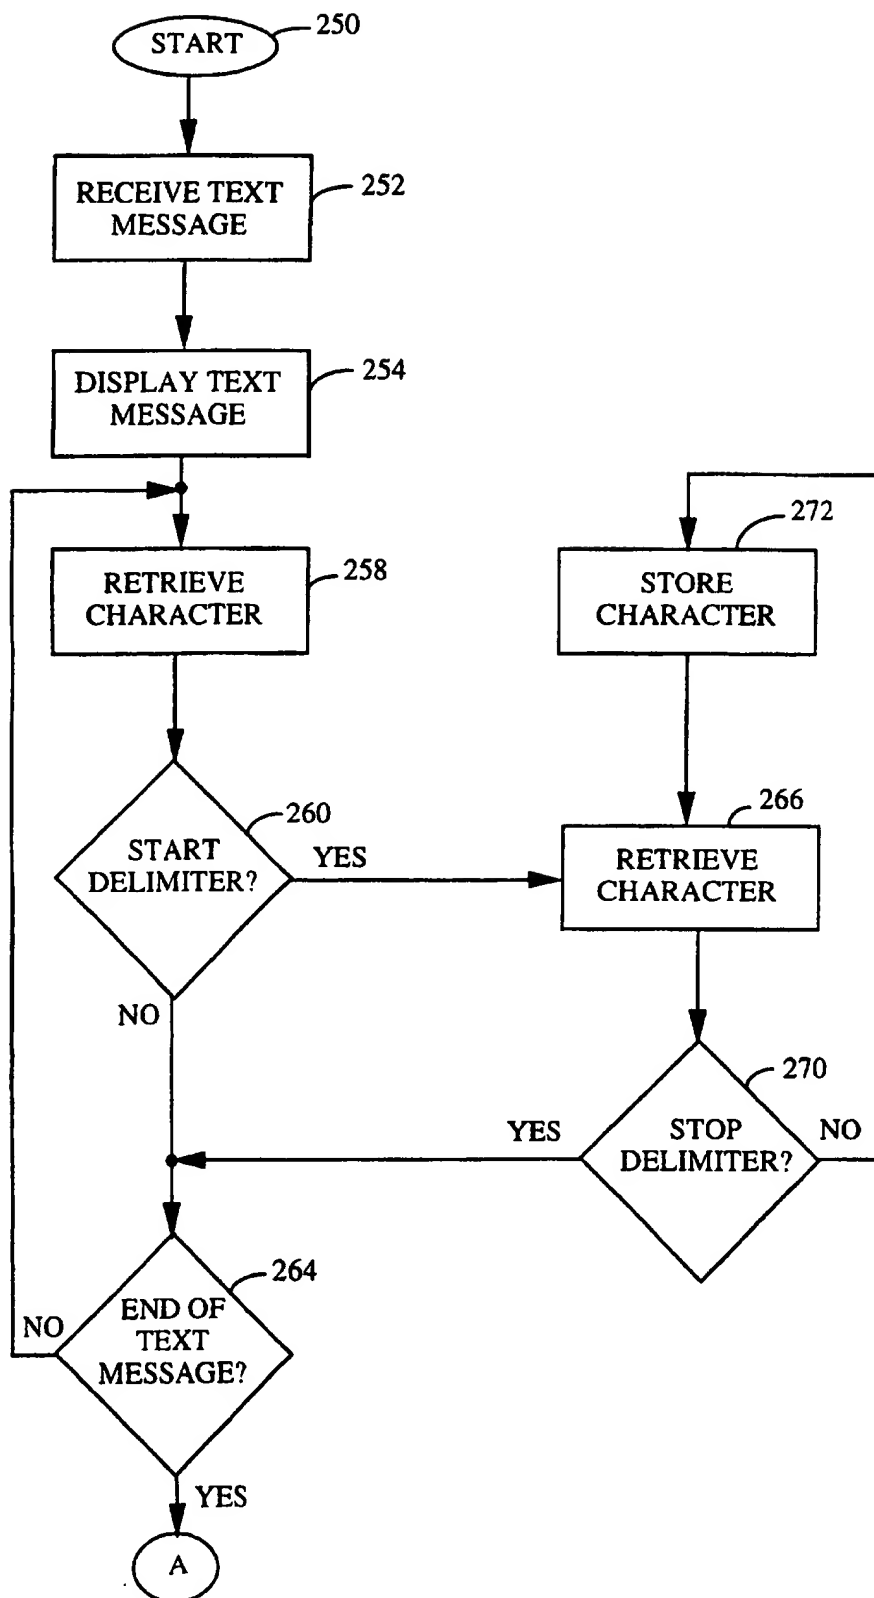 START
250
RECEIVE TEXT
MESSAGE
252
DISPLAY TEXT
MESSAGE
254
RETRIEVE
CHARACTER
258
STORE
CHARACTER
272
START
DELIMITER?
260
YES
NO
RETRIEVE
CHARACTER
266
STOP
DELIMITER?
270
YES
NO
END OF
TEXT
MESSAGE?
264
NO
YES
A